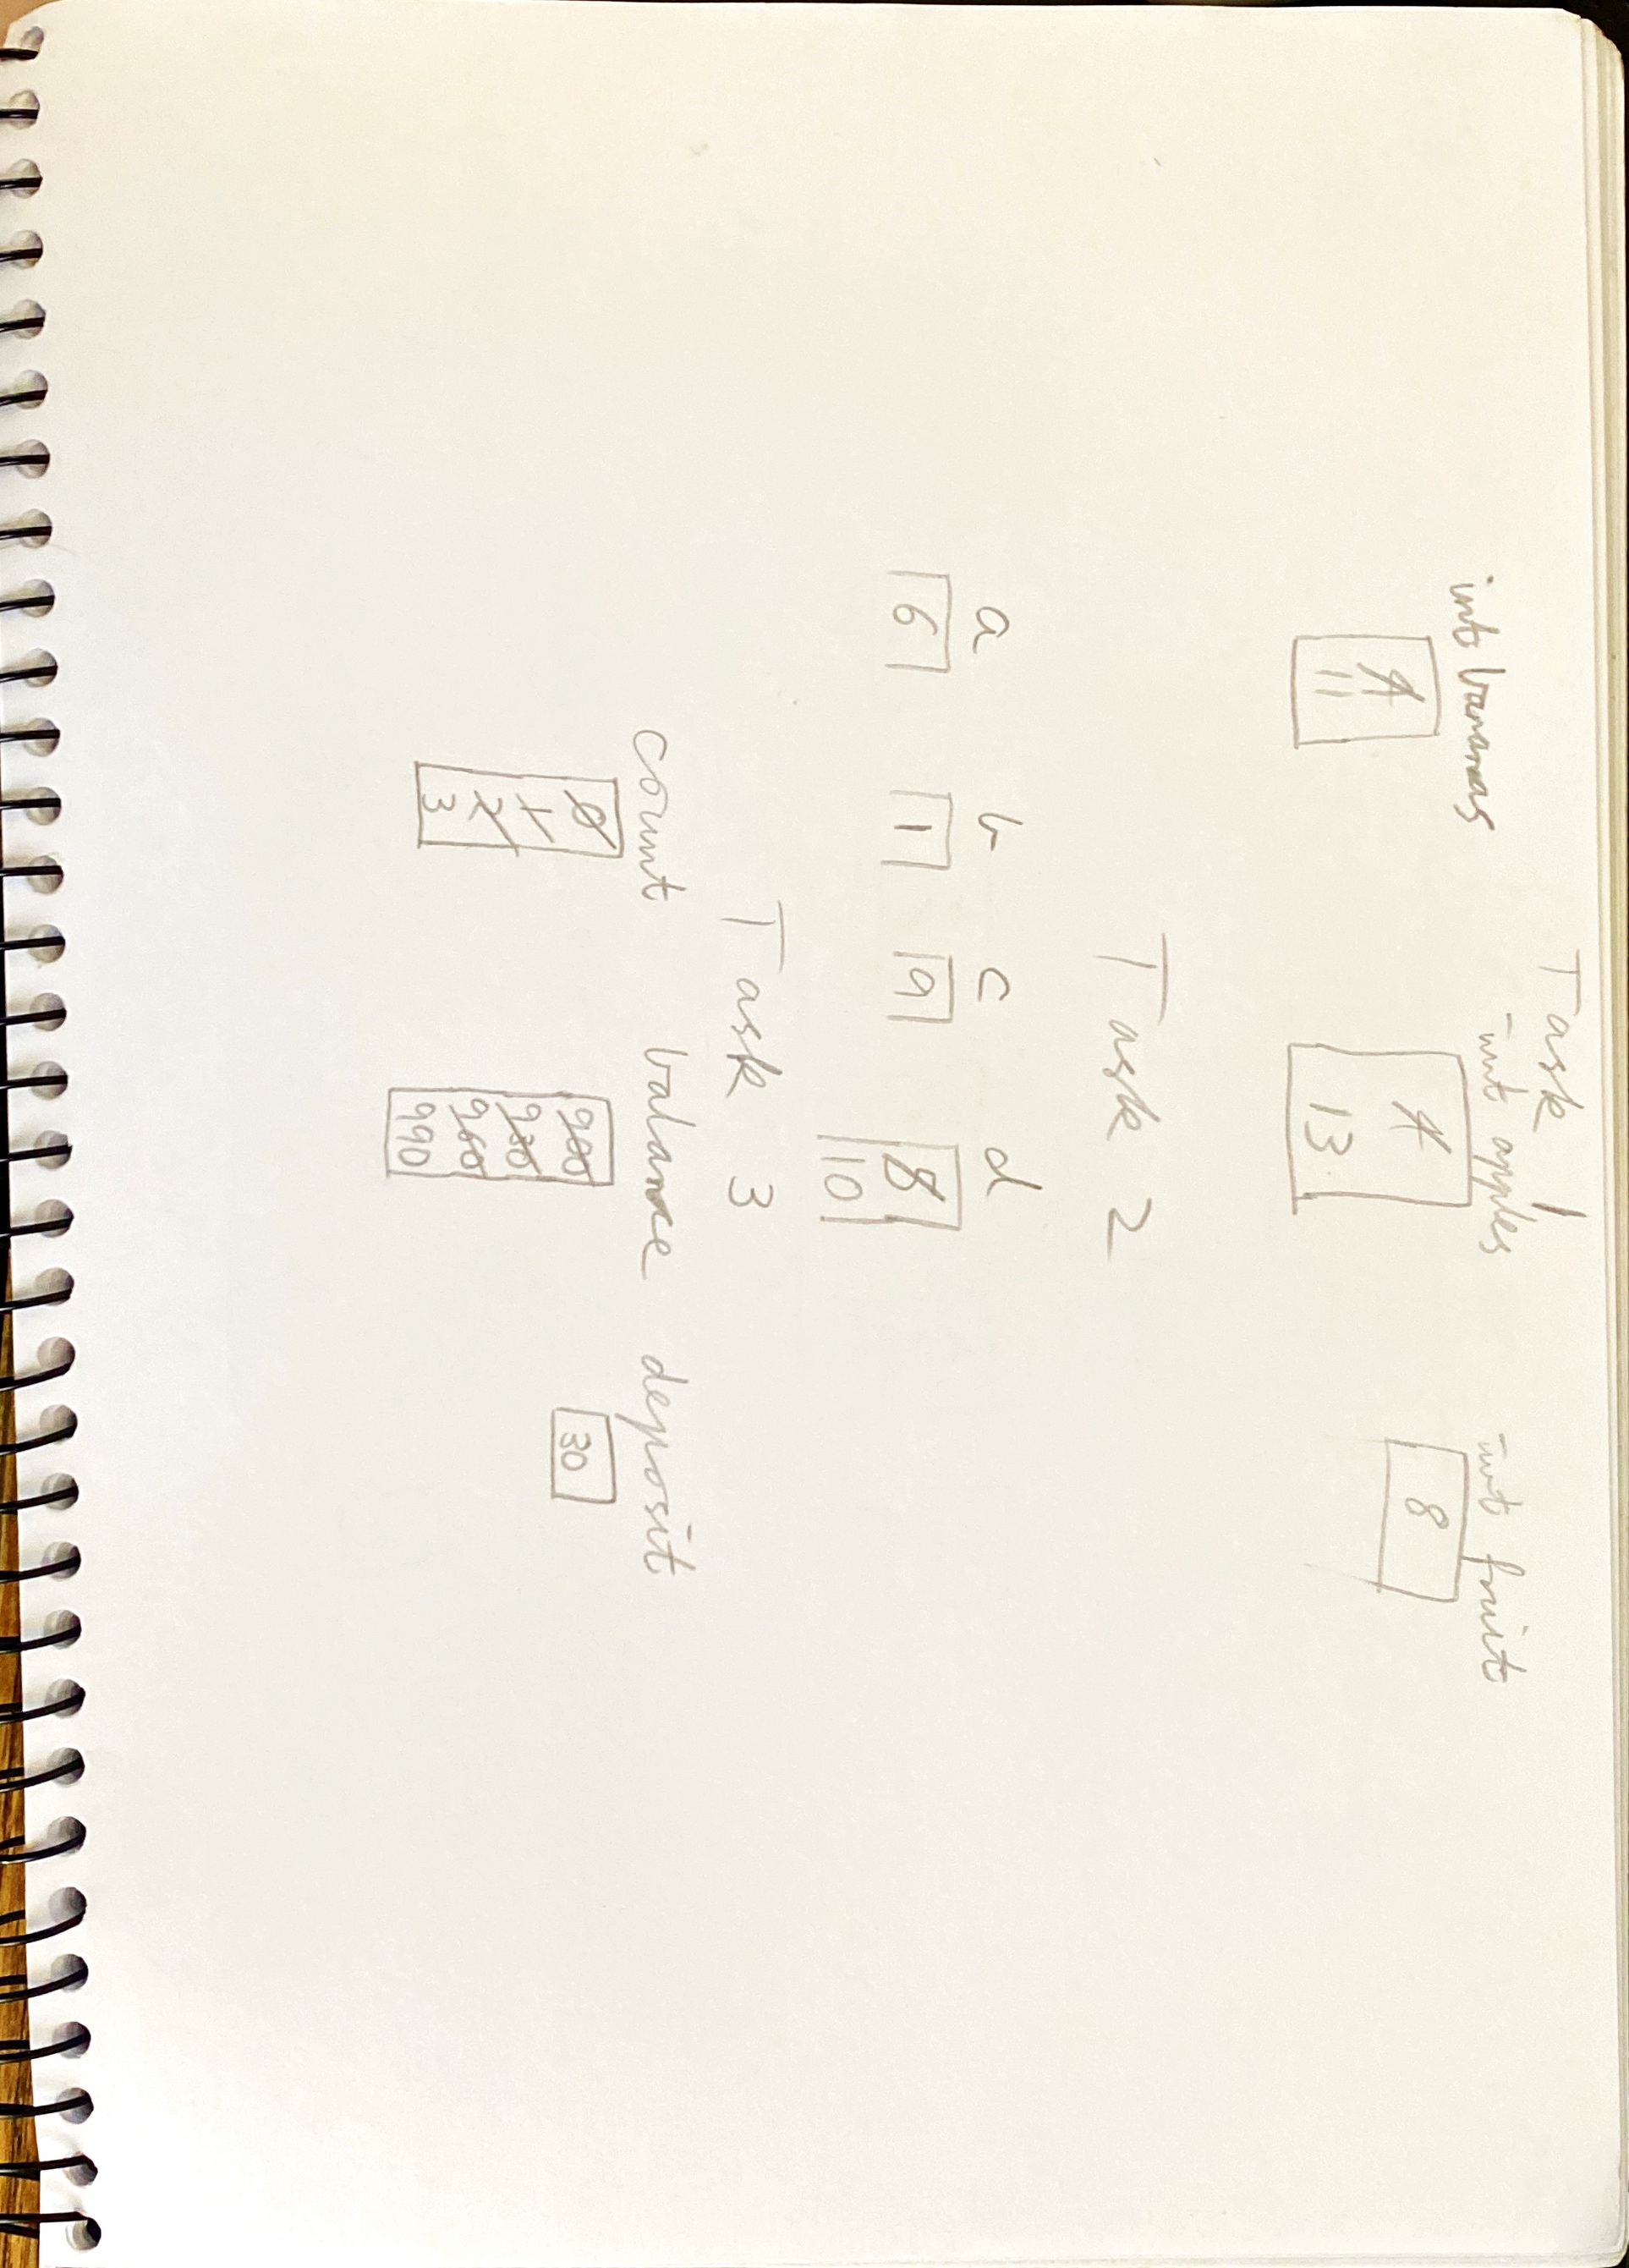 Task 1
int bananas int apples int fruit
4 4 8
11 13
Task 2
a b c d
6 1 9 8
10
Task 3
count balance deposit
0 900 30
1 930
2 960
3 990